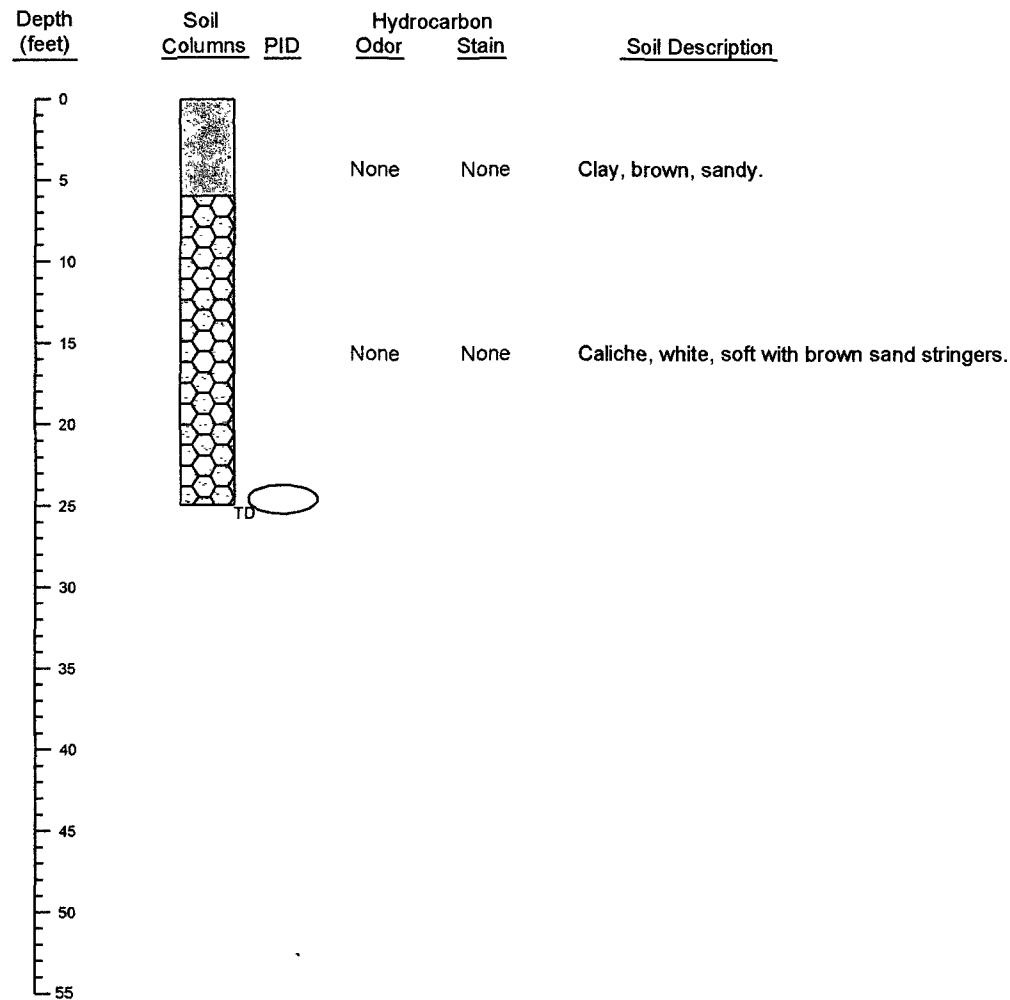 Depth (feet)
Soil Columns
PID
Hydrocarbon
Odor
Stain
Soil Description
0
None None Clay, brown, sandy.
5
10
15
None None Caliche, white, soft with brown sand stringers.
20
25
TD
30
35
40
45
50
55